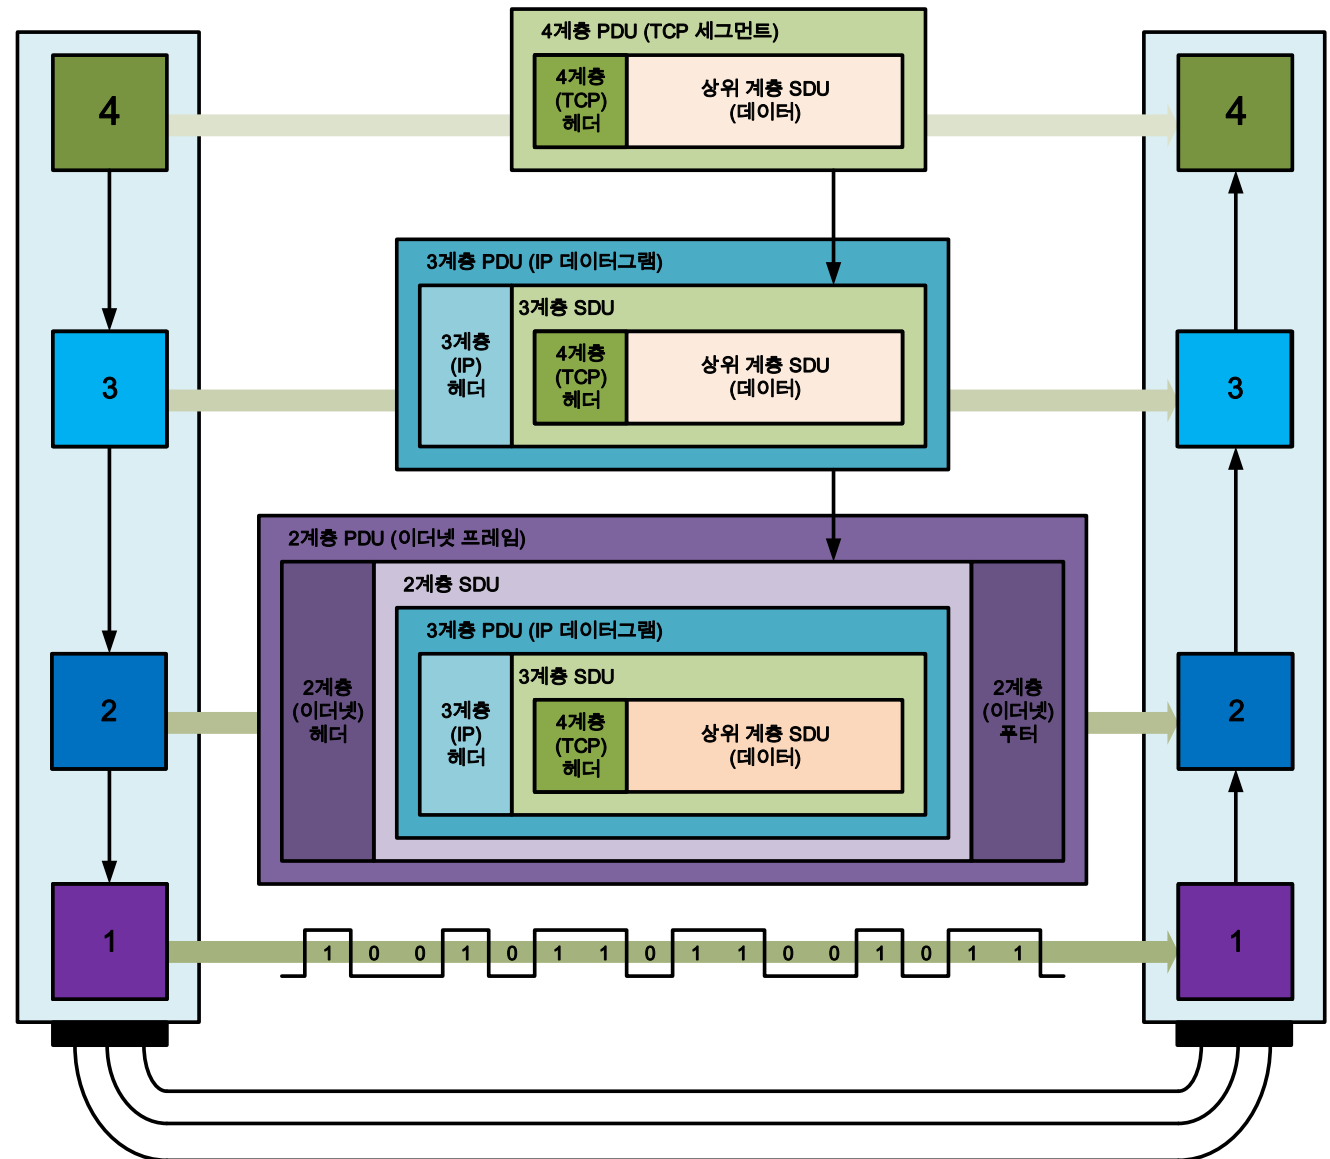 4계층 PDU (TCP 세그먼트)
4
4계층
(TCP)
헤더
상위 계층 SDU
(데이터)
4
3계층 PDU (IP 데이터그램)
3계층 SDU
3
3계층
(IP)
헤더
4계층
(TCP)
헤더
상위 계층 SDU
(데이터)
3
2계층 PDU (이더넷 프레임)
2계층 SDU
3계층 PDU (IP 데이터그램)
3계층 SDU
2
2계층
(이더넷)
헤더
3계층
(IP)
헤더
4계층
(TCP)
헤더
상위 계층 SDU
(데이터)
2계층
(이더넷)
푸터
2
1
1 0 0 1 0 1 1 0 1 1 0 0 1 0 1 1
1